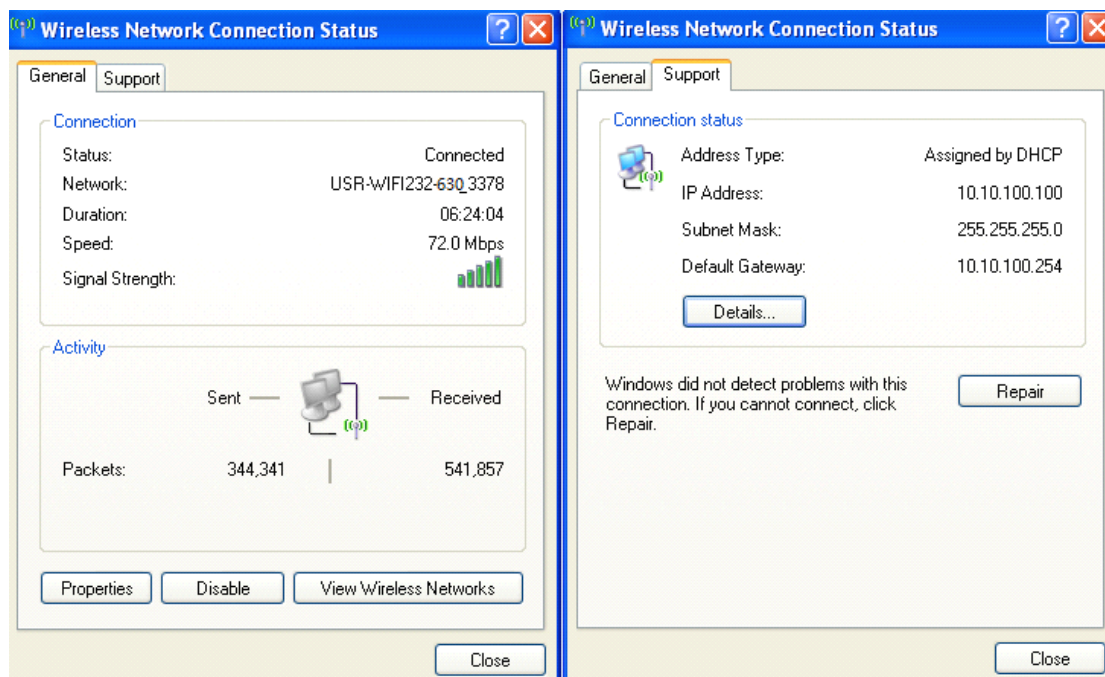 Wireless Network Connection Status
General
Support
Connection
Status: Connected
Network: USR-WIFI232-630_3378
Duration: 06:24:04
Speed: 72.0 Mbps
Signal Strength:
Activity
Sent Received
Packets: 344,341 541,857
Properties
Disable
View Wireless Networks
Close
Wireless Network Connection Status
General
Support
Connection status
Address Type: Assigned by DHCP
IP Address: 10.10.100.100
Subnet Mask: 255.255.255.0
Default Gateway: 10.10.100.254
Details...
Windows did not detect problems with this
connection. If you cannot connect, click
Repair.
Repair
Close